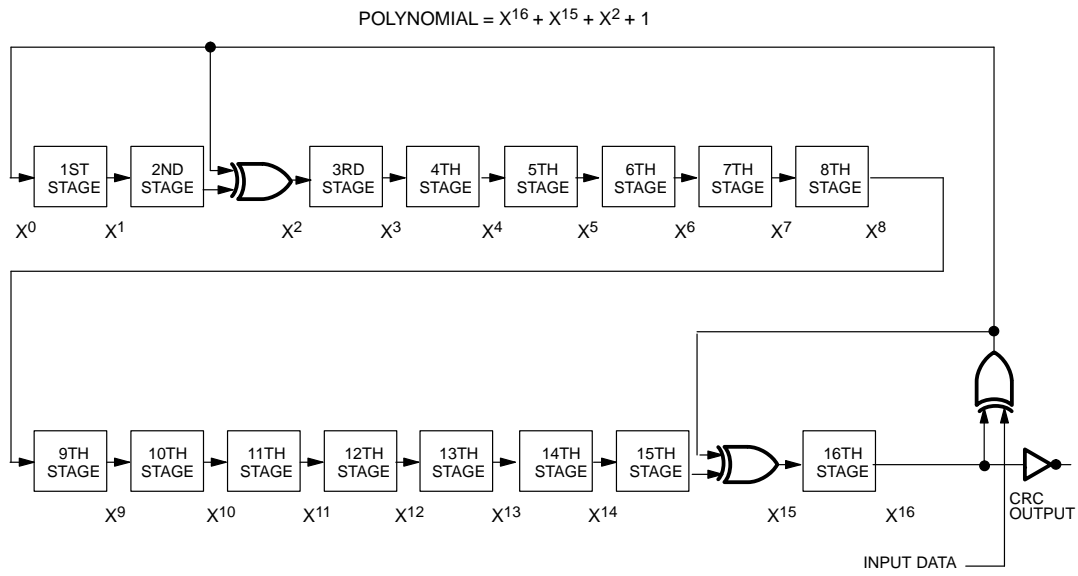 POLYNOMIAL = X16 + X15 + X2 + 1
1ST
STAGE
2ND
STAGE
3RD
STAGE
4TH
STAGE
5TH
STAGE
6TH
STAGE
7TH
STAGE
8TH
STAGE
X0 X1 X2 X3 X4 X5 X6 X7 X8
9TH
STAGE
10TH
STAGE
11TH
STAGE
12TH
STAGE
13TH
STAGE
14TH
STAGE
15TH
STAGE
16TH
STAGE
X9 X10 X11 X12 X13 X14 X15 X16
CRC
OUTPUT
INPUT DATA